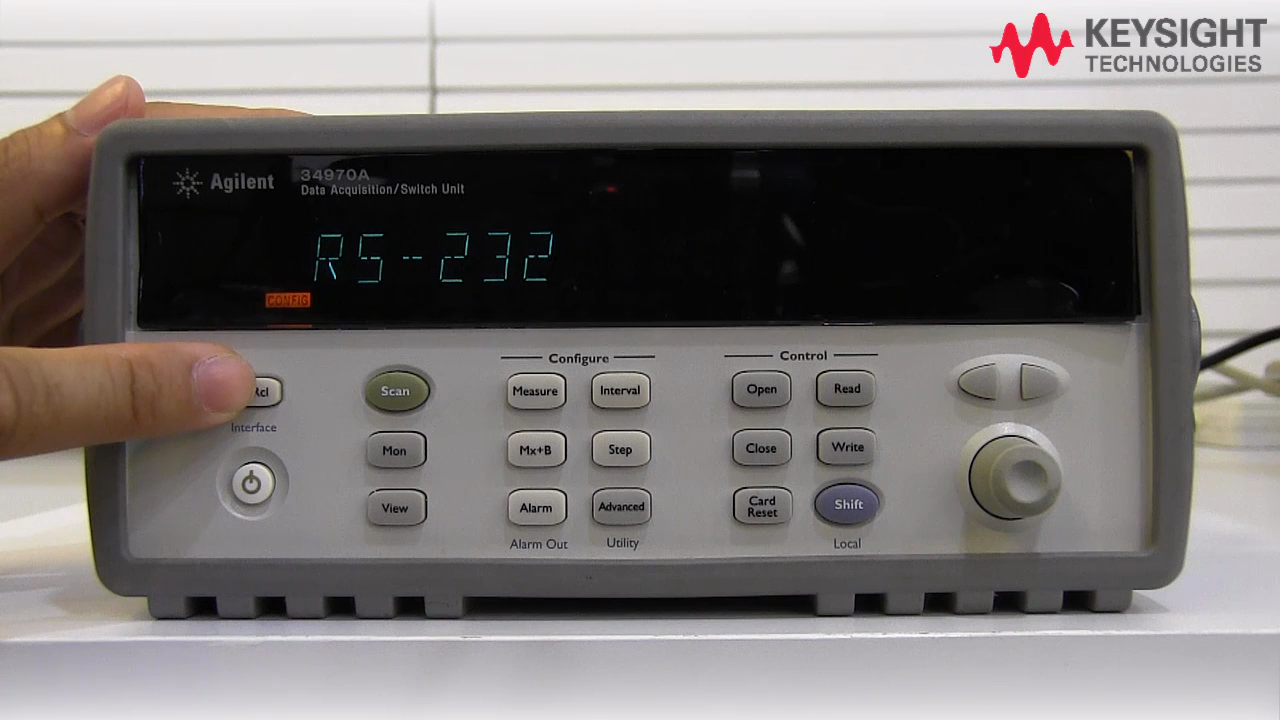 KEYSIGHT
TECHNOLOGIES
Agilent
34970A
Data Acquisition/Switch Unit
RS-232
CONFIG
Configure
Control
Scan
Measure
Interval
Open
Read
Interface
Mon
Mx+B
Step
Close
Write
View
Alarm
Advanced
Card
Reset
Shift
Alarm Out
Utility
Local